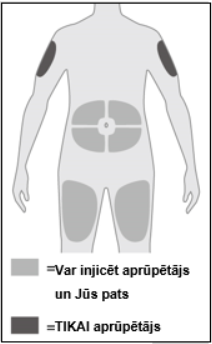 =Var injicēt aprūpētājs
un Jūs pats
=TIKAI aprūpētājs